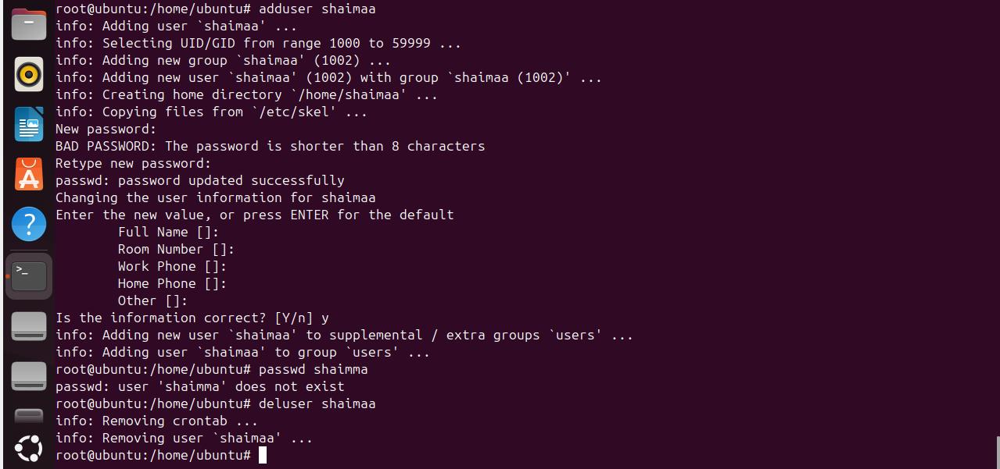 root@ubuntu:/home/ubuntu# adduser shaimaa
info: Adding user `shaimaa' ...
info: Selecting UID/GID from range 1000 to 59999 ...
info: Adding new group `shaimaa' (1002) ...
info: Adding new user `shaimaa' (1002) with group `shaimaa (1002)' ...
info: Creating home directory `/home/shaimaa' ...
info: Copying files from `/etc/skel' ...
New password:
BAD PASSWORD: The password is shorter than 8 characters
Retype new password:
passwd: password updated successfully
Changing the user information for shaimaa
Enter the new value, or press ENTER for the default
        Full Name []:
        Room Number []:
        Work Phone []:
        Home Phone []:
        Other []:
Is the information correct? [Y/n] y
info: Adding new user `shaimaa' to supplemental / extra groups `users' ...
info: Adding user `shaimaa' to group `users' ...
root@ubuntu:/home/ubuntu# passwd shaimma
passwd: user 'shaimma' does not exist
root@ubuntu:/home/ubuntu# deluser shaimaa
info: Removing crontab ...
info: Removing user `shaimaa' ...
root@ubuntu:/home/ubuntu#